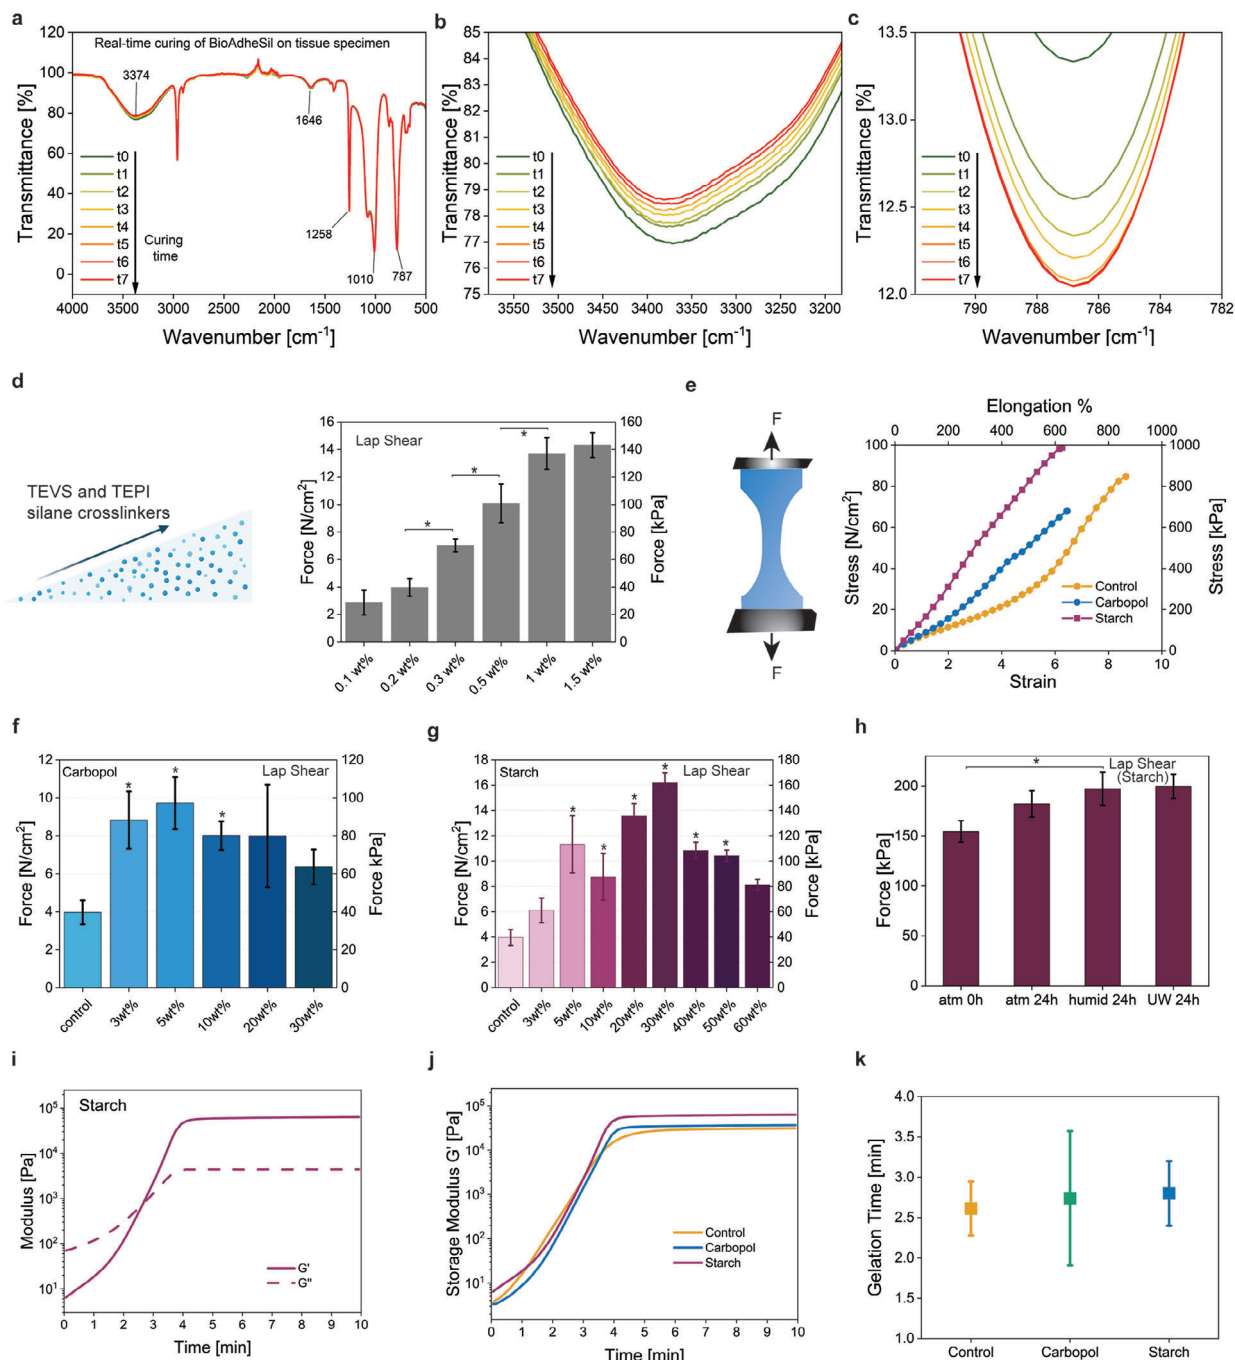 a
Real-time curing of BioAdheSil on tissue specimen
120
100
80
60
40
20
0
Transmittance [%]
3374
1646
1258
1010
787
t0
t1
t2
t3
t4
t5
t6
t7
Curing
time
4000 3500 3000 2500 2000 1500 1000 500
Wavenumber [cm⁻¹]
b
85
84
83
82
81
80
79
78
77
76
75
Transmittance [%]
t0
t1
t2
t3
t4
t5
t6
t7
3500 3400 3300 3200
Wavenumber [cm⁻¹]
c
13.5
13.0
12.5
12.0
Transmittance [%]
t0
t1
t2
t3
t4
t5
t6
t7
790 788 786 784 782
Wavenumber [cm⁻¹]
d
TEVS and TEPI
silane crosslinkers
Lap Shear
16
14
12
10
8
6
4
2
0
Force [N/cm²]
160
140
120
100
80
60
40
20
0
Force [kPa]
* * *
0.1 wt% 0.2 wt% 0.3 wt% 0.5 wt% 1 wt% 1.5 wt%
e
F
F
Elongation %
0 200 400 600 800 1000
100
80
60
40
20
0
Stress [N/cm²]
1000
800
600
400
200
0
Stress [kPa]
Control
Carbopol
Starch
0 2 4 6 8 10
Strain
f
Carbopol
Lap Shear
12
10
8
6
4
2
0
Force [N/cm²]
120
100
80
60
40
20
0
Force kPa]
* * *
control 3wt% 5wt% 10wt% 20wt% 30wt%
g
Starch
Lap Shear
18
16
14
12
10
8
6
4
2
0
Force [N/cm²]
180
160
140
120
100
80
60
40
20
0
Force [kPa]
* * * * * *
control 3wt% 5wt% 10wt% 20wt% 30wt% 40wt% 50wt% 60wt%
h
Lap Shear
(Starch)
*
200
150
100
50
0
Force [kPa]
atm 0h atm 24h humid 24h UW 24h
i
Starch
10⁵
10⁴
10³
10²
10¹
Modulus [Pa]
G'
G"
0 1 2 3 4 5 6 7 8 9 10
Time [min]
j
10⁵
10⁴
10³
10²
10¹
Storage Modulus G' [Pa]
Control
Carbopol
Starch
0 1 2 3 4 5 6 7 8 9 10
Time [min]
k
4.0
3.5
3.0
2.5
2.0
1.5
1.0
Gelation Time [min]
Control Carbopol Starch